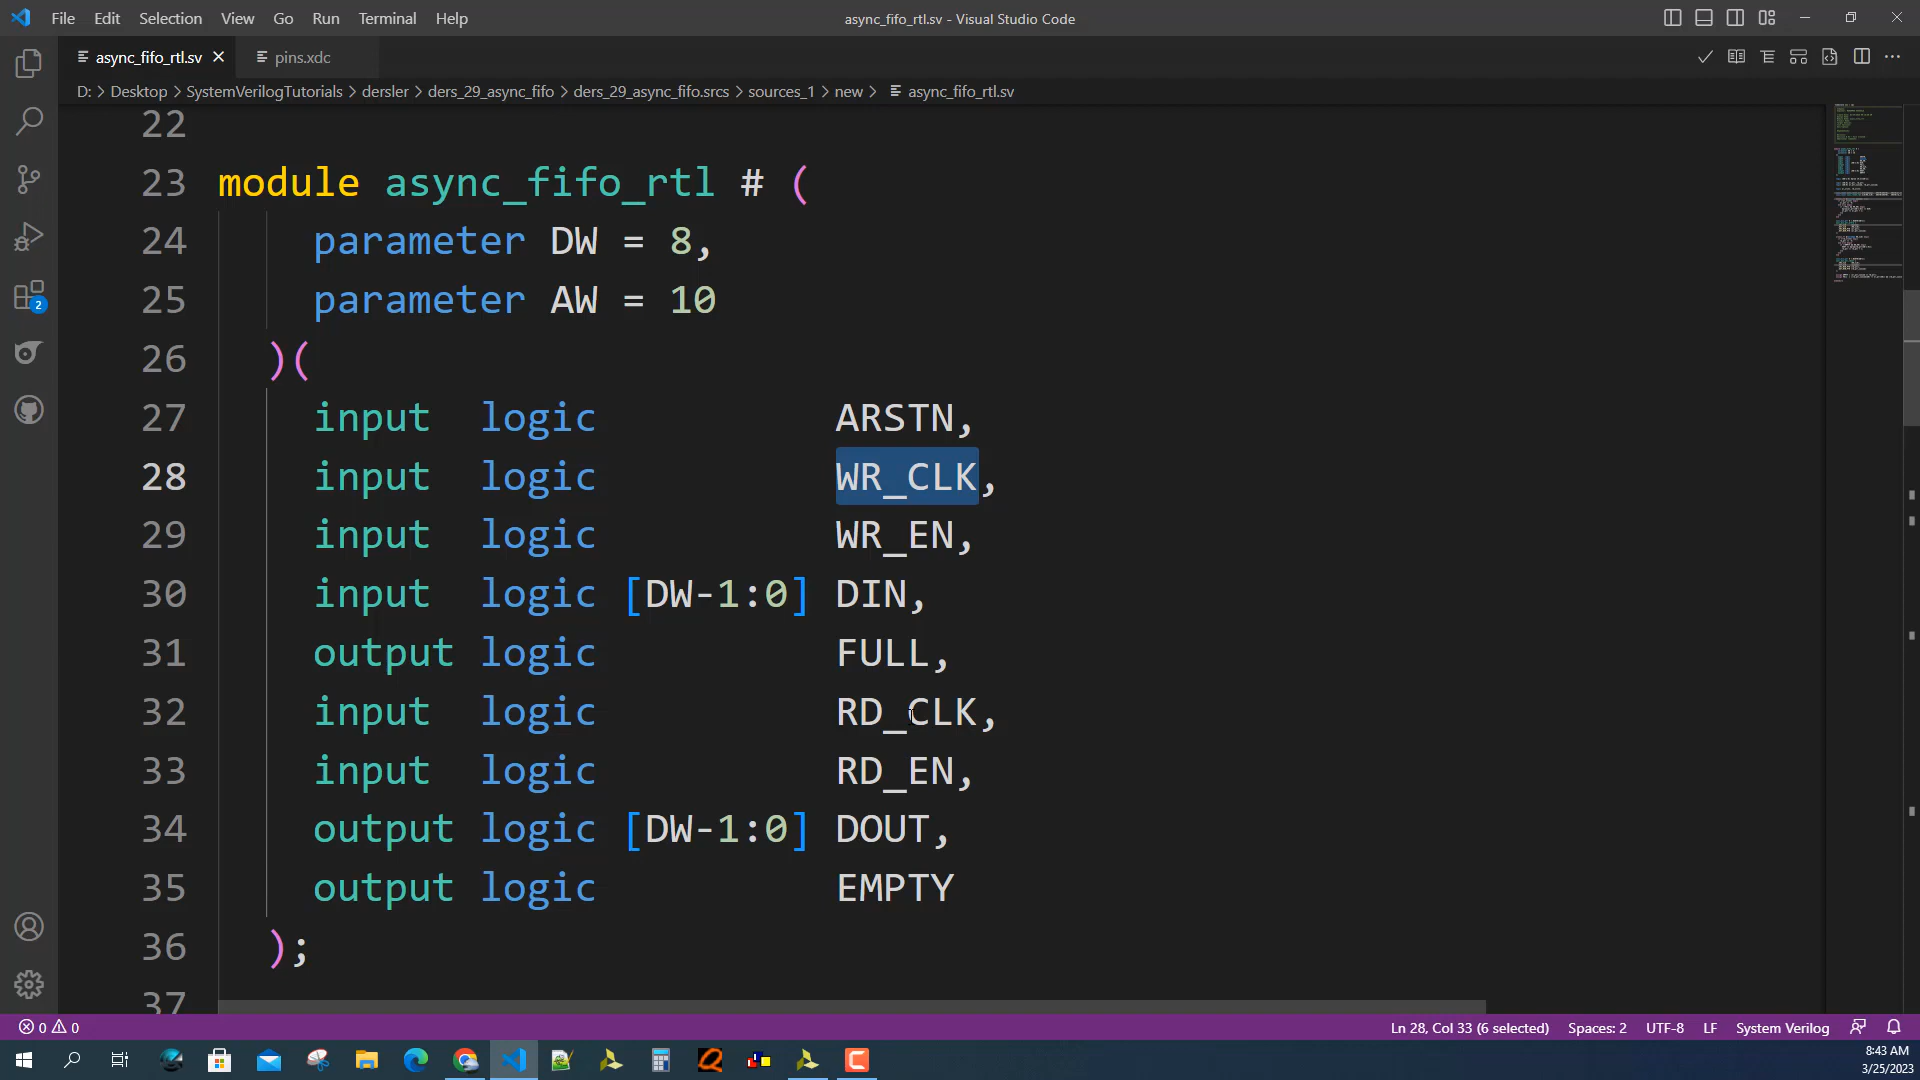 File Edit Selection View Go Run Terminal Help
async_fifo_rtl.sv - Visual Studio Code
async_fifo_rtl.sv
pins.xdc
D: > Desktop > SystemVerilogTutorials > dersler > ders_29_async_fifo > ders_29_async_fifo.srcs > sources_1 > new > async_fifo_rtl.sv
22
23 module async_fifo_rtl # (
24 parameter DW = 8,
25 parameter AW = 10
26 )(
27 input logic ARSTN,
28 input logic WR_CLK,
29 input logic WR_EN,
30 input logic [DW-1:0] DIN,
31 output logic FULL,
32 input logic RD_CLK,
33 input logic RD_EN,
34 output logic [DW-1:0] DOUT,
35 output logic EMPTY
36 );
37
2
0 0
Ln 28, Col 33 (6 selected) Spaces: 2 UTF-8 LF System Verilog
8:43 AM
3/25/2023